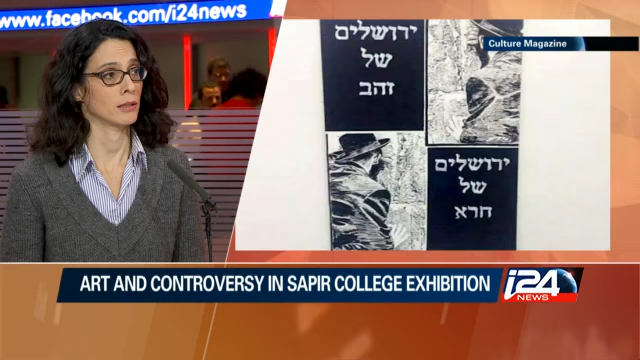 www.facebook.com/i24news
Culture Magazine
ירושלים
של
זהב
ירושלים
של
חרא
ART AND CONTROVERSY IN SAPIR COLLEGE EXHIBITION
i24
NEWS